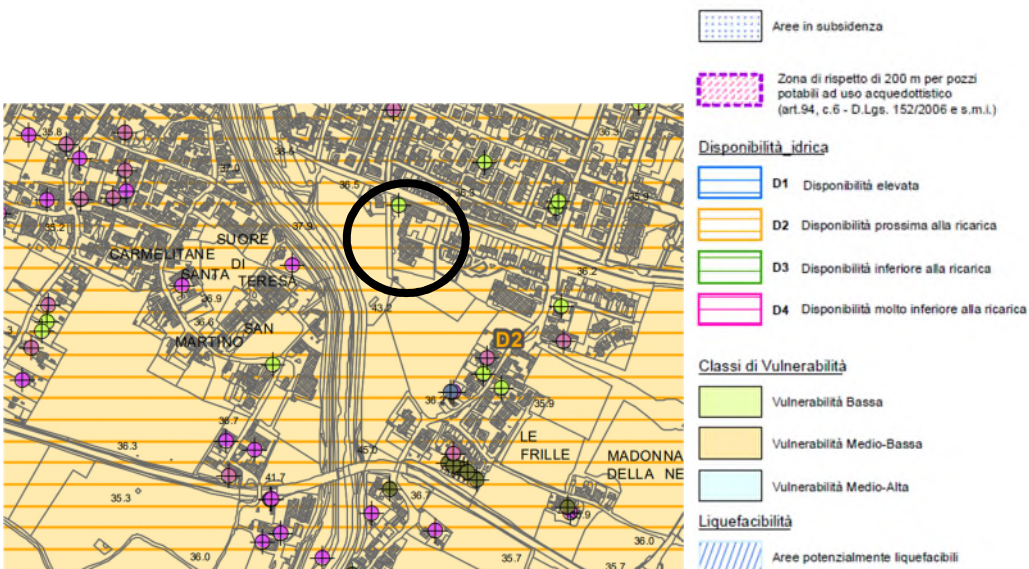 Aree in subsidenza
Zona di rispetto di 200 m per pozzi
potabili ad uso acquedottistico
(art.94, c.6 - D.Lgs. 152/2006 e s.m.i.)
Disponibilità_idrica
D1 Disponibilità elevata
D2 Disponibilità prossima alla ricarica
D3 Disponibilità inferiore alla ricarica
D4 Disponibilità molto inferiore alla ricarica
Classi di Vulnerabilità
Vulnerabilità Bassa
Vulnerabilità Medio-Bassa
Vulnerabilità Medio-Alta
Liquefacibilità
Aree potenzialmente liquefacibili
35.8
36.3
37.0
36.5
35.9
35.2
37.9
SUORE
CARMELITANE
DI
SANTA
TERESA
36.2
36.9
43.2
36.6
SAN
MARTINO
D2
35.9
36.7
LE
FRILLE
36.3
45.0
MADONNA
DELLA NE
41.7
35.3
36.7
36.0
36.0
35.7
35.7